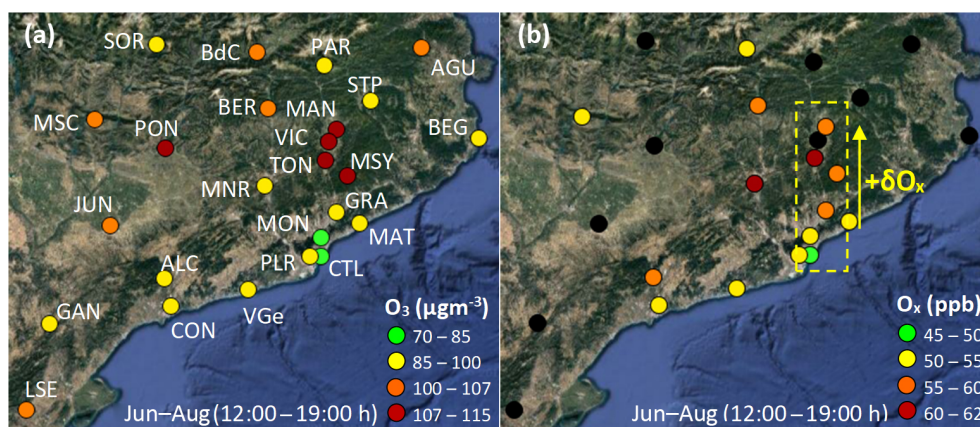 (a)
SOR
BdC
PAR
AGU
STP
BER
MAN
MSC
PON
VIC
BEG
TON
MSY
MNR
GRA
JUN
MON
MAT
PLR
CTL
ALC
GAN
CON
VGe
LSE
O₃ (µgm⁻³)
70 – 85
85 – 100
100 – 107
107 – 115
Jun–Aug (12:00 – 19:00 h)
(b)
+δOₓ
Oₓ (ppb)
45 – 50
50 – 55
55 – 60
60 – 62
Jun–Aug (12:00 – 19:00 h)